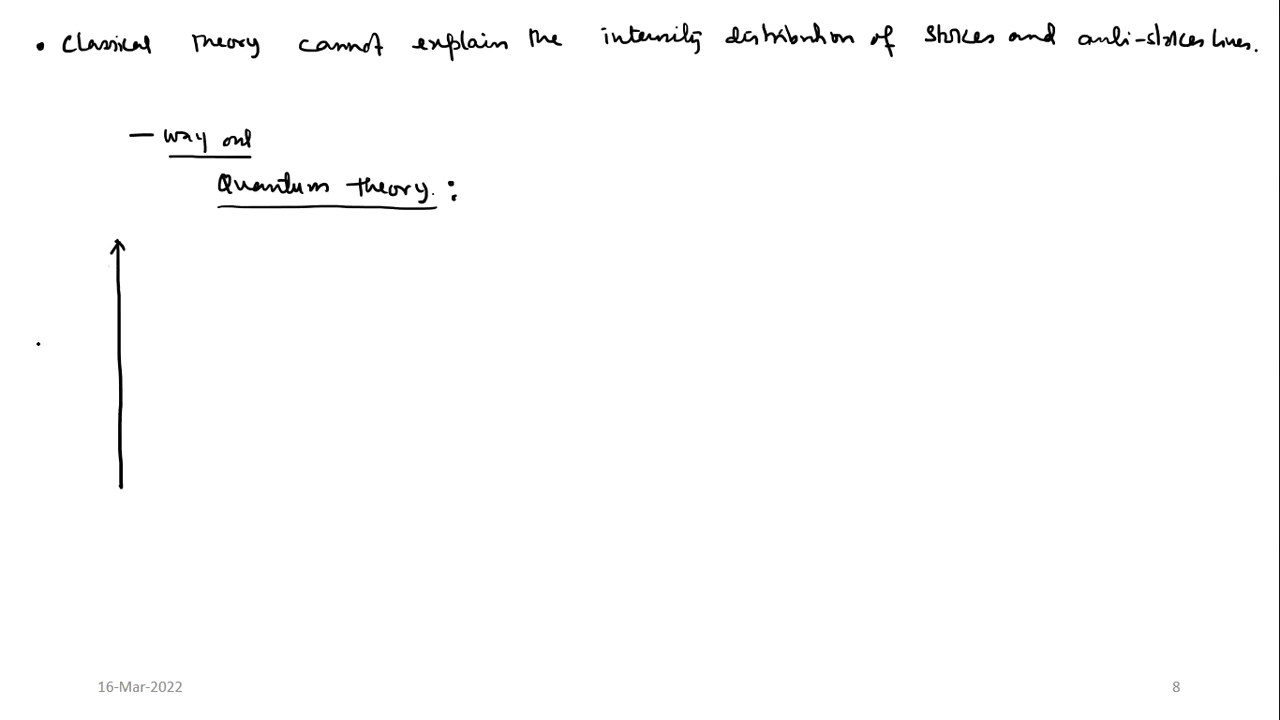 • Classical theory cannot explain the intensity distribution of stokes and anti-stokes lines.
— way out
Quantum theory :
16-Mar-2022
8